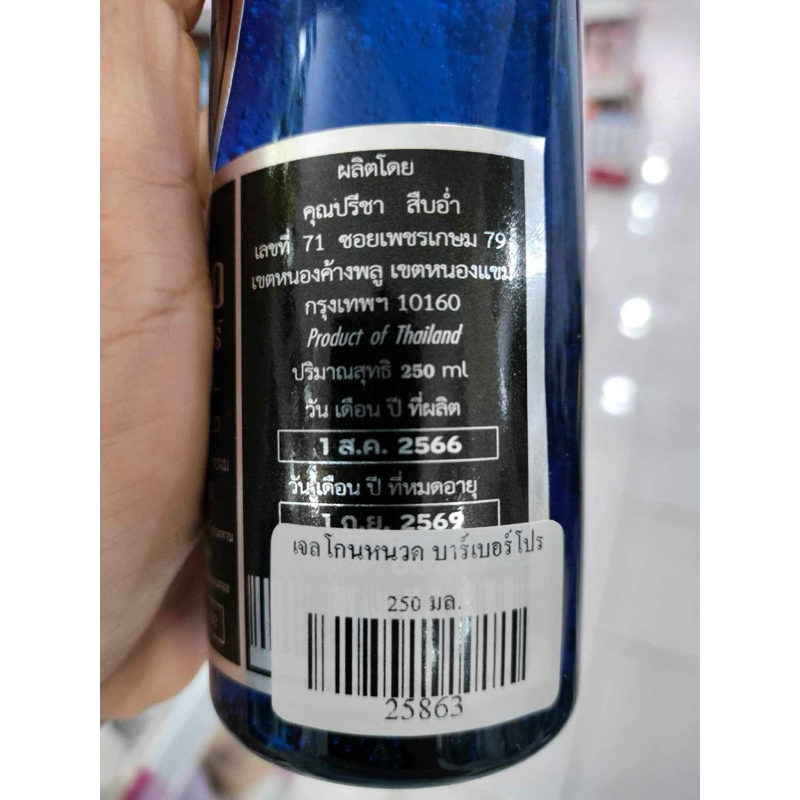 ผลิตโดย
คุณปรีชา สืบอ่ำ
เลขที่ 71 ซอยเพชรเกษม 79
เขตหนองค้างพลู เขตหนองแขม
กรุงเทพฯ 10160
Product of Thailand
ปริมาณสุทธิ 250 ml
วัน เดือน ปี ที่ผลิต
1 ส.ค. 2566
วัน เดือน ปี ที่หมดอายุ
1 ก.ย. 2569
เจลโกนหนวด บาร์เบอร์โปร
250 มล.
25863